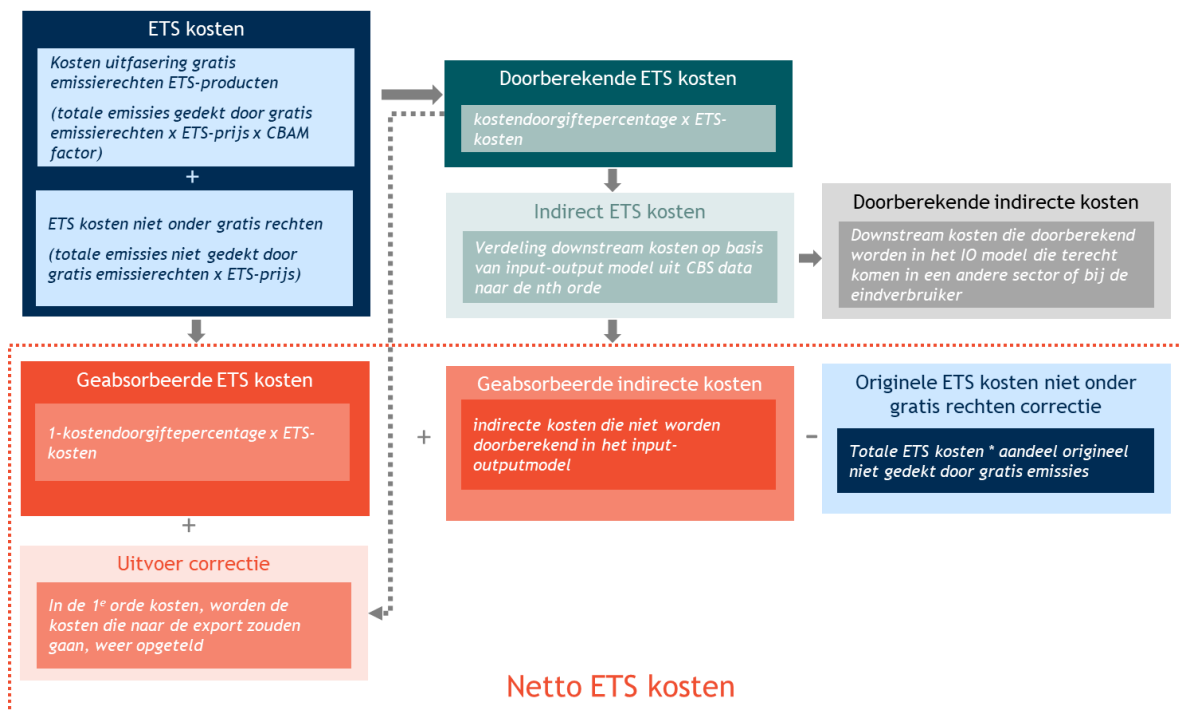 ETS kosten
Kosten uitfasering gratis
emissierechten ETS-producten
(totale emissies gedekt door gratis
emissierechten x ETS-prijs x CBAM
factor)
+
ETS kosten niet onder gratis rechten
(totale emissies niet gedekt door
gratis emissierechten x ETS-prijs)
Doorberekende ETS kosten
kostendoorgiftepercentage x ETS-
kosten
Indirect ETS kosten
Verdeling downstream kosten op basis
van input-output model uit CBS data
naar de nth orde
Doorberekende indirecte kosten
Downstream kosten die doorberekend
worden in het IO model die terecht
komen in een andere sector of bij de
eindverbruiker
Geabsorbeerde ETS kosten
1-kostendoorgiftepercentage x ETS-
kosten
+
Uitvoer correctie
In de 1e orde kosten, worden de
kosten die naar de export zouden
gaan, weer opgeteld
+
Geabsorbeerde indirecte kosten
indirecte kosten die niet worden
doorberekend in het input-
outputmodel
-
Originele ETS kosten niet onder
gratis rechten correctie
Totale ETS kosten * aandeel origineel
niet gedekt door gratis emissies
Netto ETS kosten